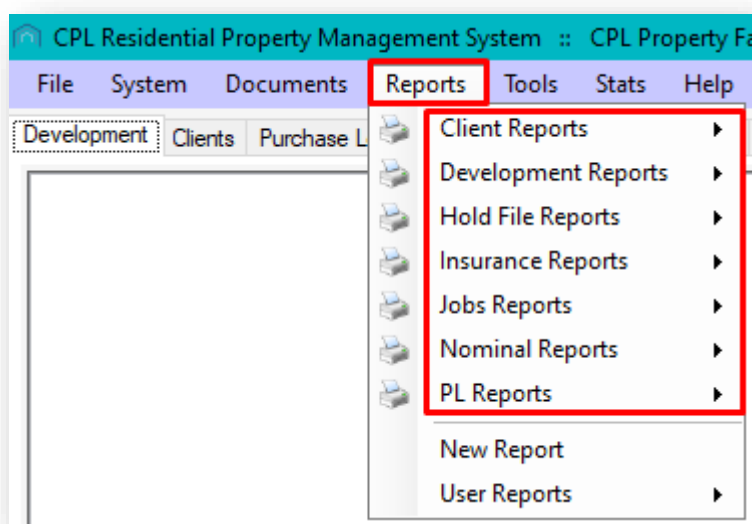 CPL Residential Property Management System :: CPL Property
File System Documents Reports Tools Stats Help
Development Clients Purchase
Client Reports
Development Reports
Hold File Reports
Insurance Reports
Jobs Reports
Nominal Reports
PL Reports
New Report
User Reports